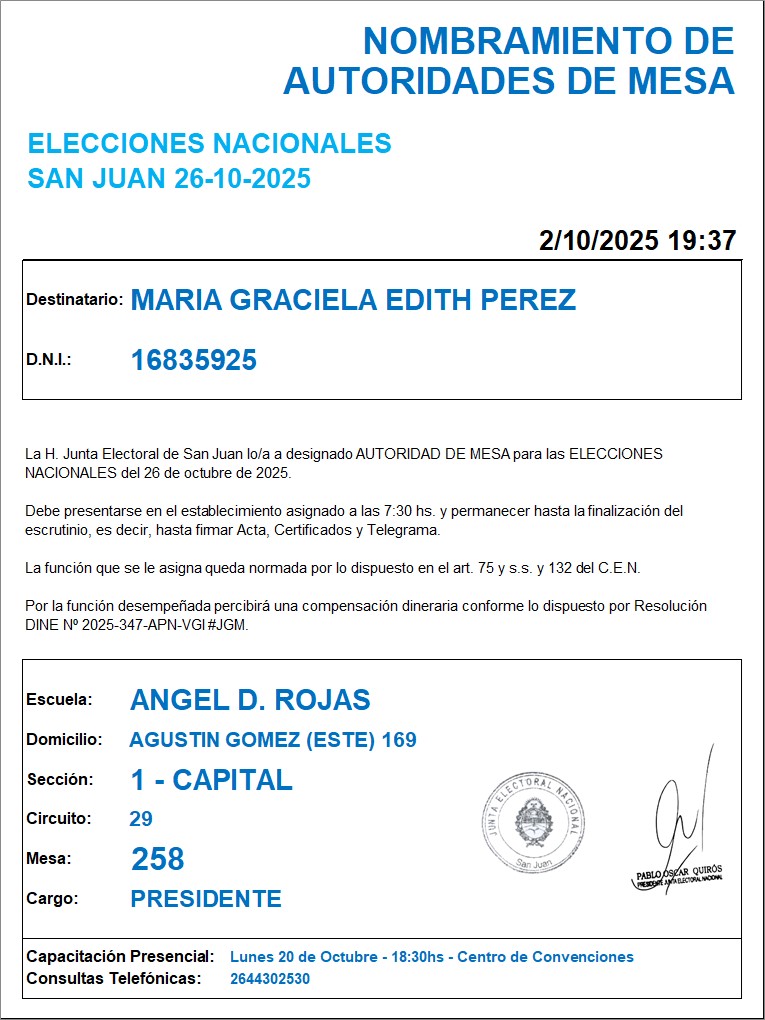 NOMBRAMIENTO DE
AUTORIDADES DE MESA
ELECCIONES NACIONALES
SAN JUAN 26-10-2025
2/10/2025 19:37
Destinatario: MARIA GRACIELA EDITH PEREZ
D.N.I.: 16835925
La H. Junta Electoral de San Juan lo/a a designado AUTORIDAD DE MESA para las ELECCIONES
NACIONALES del 26 de octubre de 2025.
Debe presentarse en el establecimiento asignado a las 7:30 hs. y permanecer hasta la finalización del
escrutinio, es decir, hasta firmar Acta, Certificados y Telegrama.
La función que se le asigna queda normada por lo dispuesto en el art. 75 y s.s. y 132 del C.E.N.
Por la función desempeñada percibirá una compensación dineraria conforme lo dispuesto por Resolución
DINE Nº 2025-347-APN-VGI#JGM.
Escuela: ANGEL D. ROJAS
Domicilio: AGUSTIN GOMEZ (ESTE) 169
Sección: 1 - CAPITAL
Circuito: 29
Mesa: 258
Cargo: PRESIDENTE
JUNTA ELECTORAL NACIONAL
San Juan
PABLO OSCAR QUIRÓS
PRESIDENTE JUNTA ELECTORAL NACIONAL
Capacitación Presencial: Lunes 20 de Octubre - 18:30hs - Centro de Convenciones
Consultas Telefónicas: 2644302530